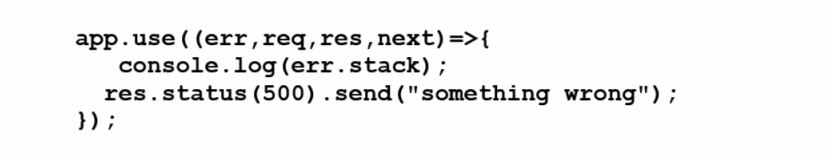 app.use((err,req,res,next)=>{
console.log(err.stack);
res.status(500).send("something wrong");
});